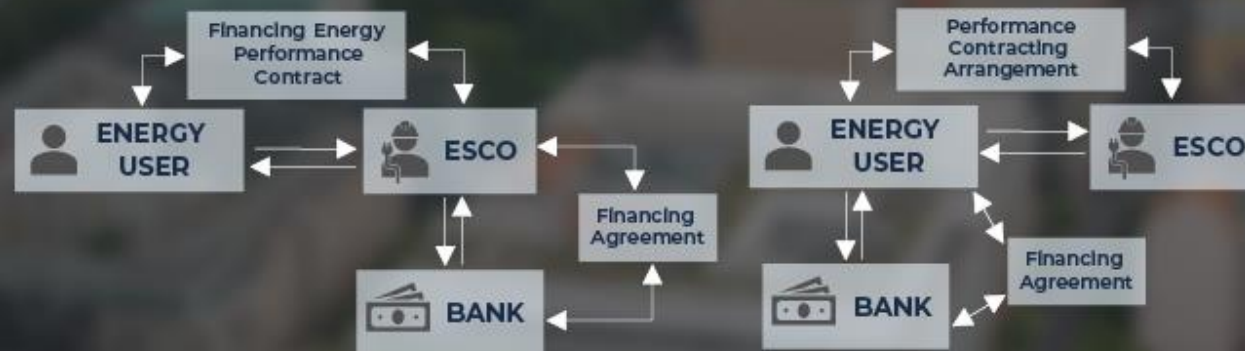 Financing Energy
Performance
Contract
ENERGY
USER
ESCO
Financing
Agreement
BANK
Performance
Contracting
Arrangement
ENERGY
USER
ESCO
Financing
Agreement
BANK